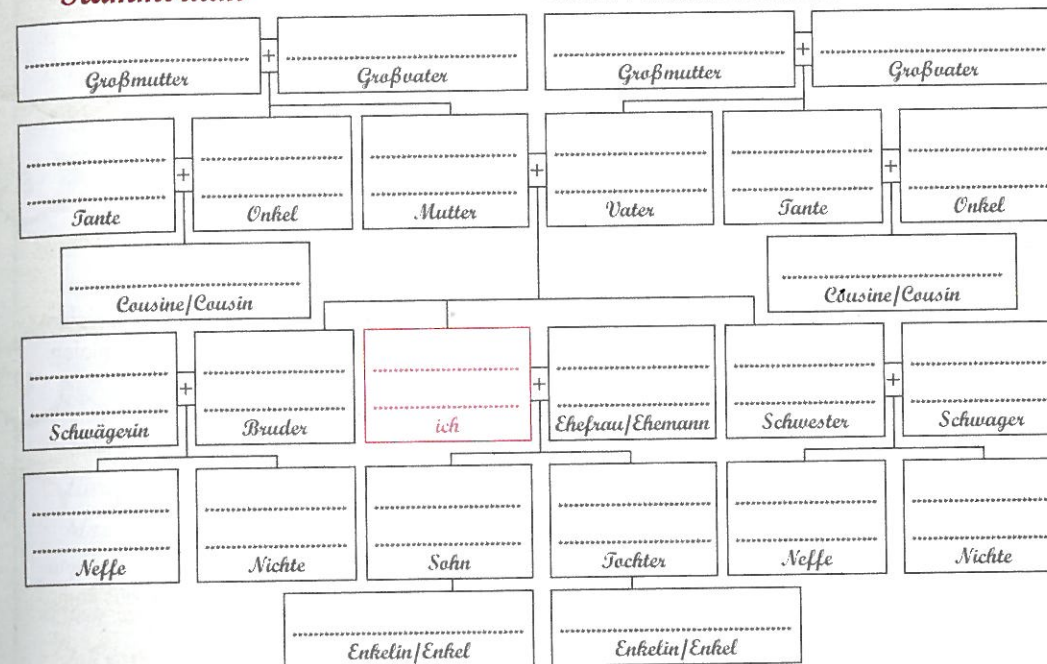 Großmutter + Großvater Großmutter + Großvater
Tante + Onkel Mutter + Vater Tante + Onkel
Cousine/Cousin Cousine/Cousin
Schwägerin + Bruder ich + Ehefrau/Ehemann Schwester + Schwager
Neffe Nichte Sohn Tochter Neffe Nichte
Enkelin/Enkel Enkelin/Enkel